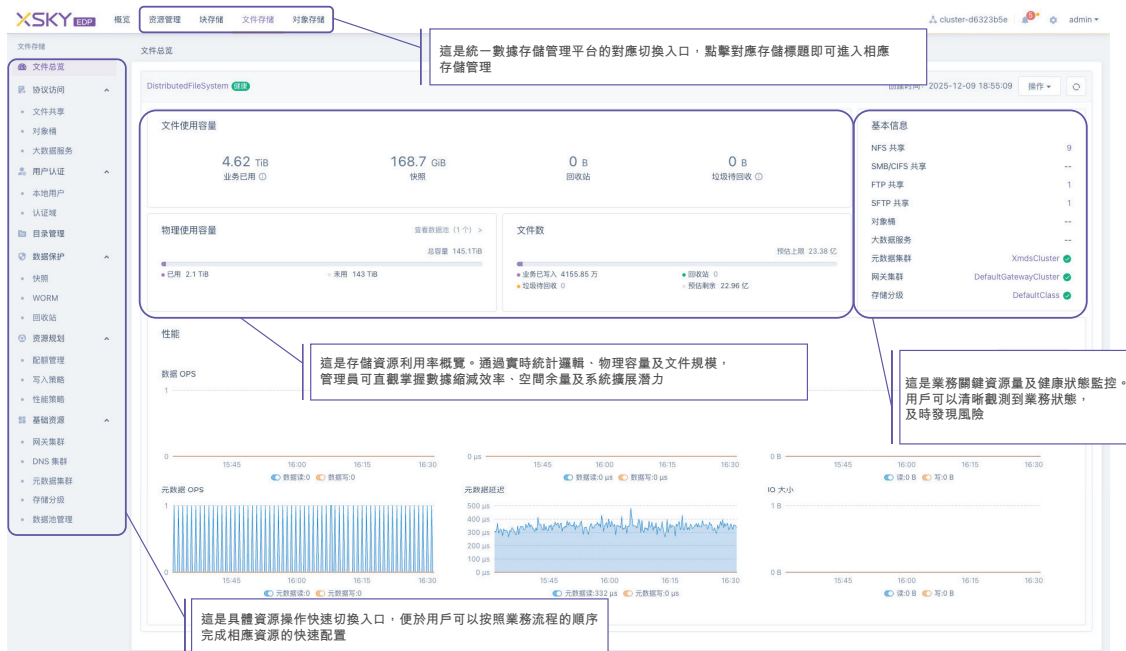 XSKY EDP 概览 资源管理 块存储 文件存储 对象存储 cluster-d6323b5e 5 admin
文件存储
文件总览
协议访问
文件共享
对象桶
大数据服务
用户认证
本地用户
认证域
目录管理
数据保护
快照
WORM
回收站
资源规划
配额管理
写入策略
性能策略
基础资源
网关集群
DNS 集群
元数据集群
存储分级
数据池管理
文件总览
這是統一數據存儲管理平台的對應切換入口，點擊對應存儲標題即可進入相應
存儲管理
DistributedFileSystem 健康
2025-12-09 18:55:09 操作
文件使用容量
4.62 TiB 168.7 GiB 0 B 0 B
业务已用 快照 回收站 垃圾待回收
物理使用容量 查看数据池（1 个） >
总容量 145.1TiB
已用 2.1 TiB 未用 143 TiB
文件数
预估上限 23.38 亿
业务已写入 4155.85 万 回收站 0
垃圾待回收 0 预估剩余 22.96 亿
基本信息
NFS 共享 9
SMB/CIFS 共享 --
FTP 共享 1
SFTP 共享 1
对象桶 --
大数据服务 --
元数据集群 XmdsCluster
网关集群 DefaultGatewayCluster
存储分级 DefaultClass
性能
這是存儲資源利用率概覽。通過實時統計邏輯、物理容量及文件規模，
管理員可直觀掌握數據縮減效率、空間余量及系統擴展潛力
這是業務關鍵資源量及健康狀態監控。
用戶可以清晰觀測到業務狀態，
及時發現風險
数据 OPS
1
0
15:45 16:00 16:15 16:30
数据读:0 数据写:0
0 μs
15:45 16:00 16:15 16:30
数据读:0 μs 数据写:0 μs
0 B
15:45 16:00 16:15 16:30
读:0 B 写:0 B
元数据 OPS
1
0
15:45 16:00 16:15 16:30
元数据读:0 元数据写:0
元数据延迟
500 μs
400 μs
300 μs
200 μs
100 μs
0 μs
15:45 16:00 16:15 16:30
元数据读:332 μs 元数据写:0 μs
IO 大小
1 B
0 B
15:45 16:00 16:15 16:30
读:0 B 写:0 B
這是具體資源操作快速切換入口，便於用戶可以按照業務流程的順序
完成相應資源的快速配置